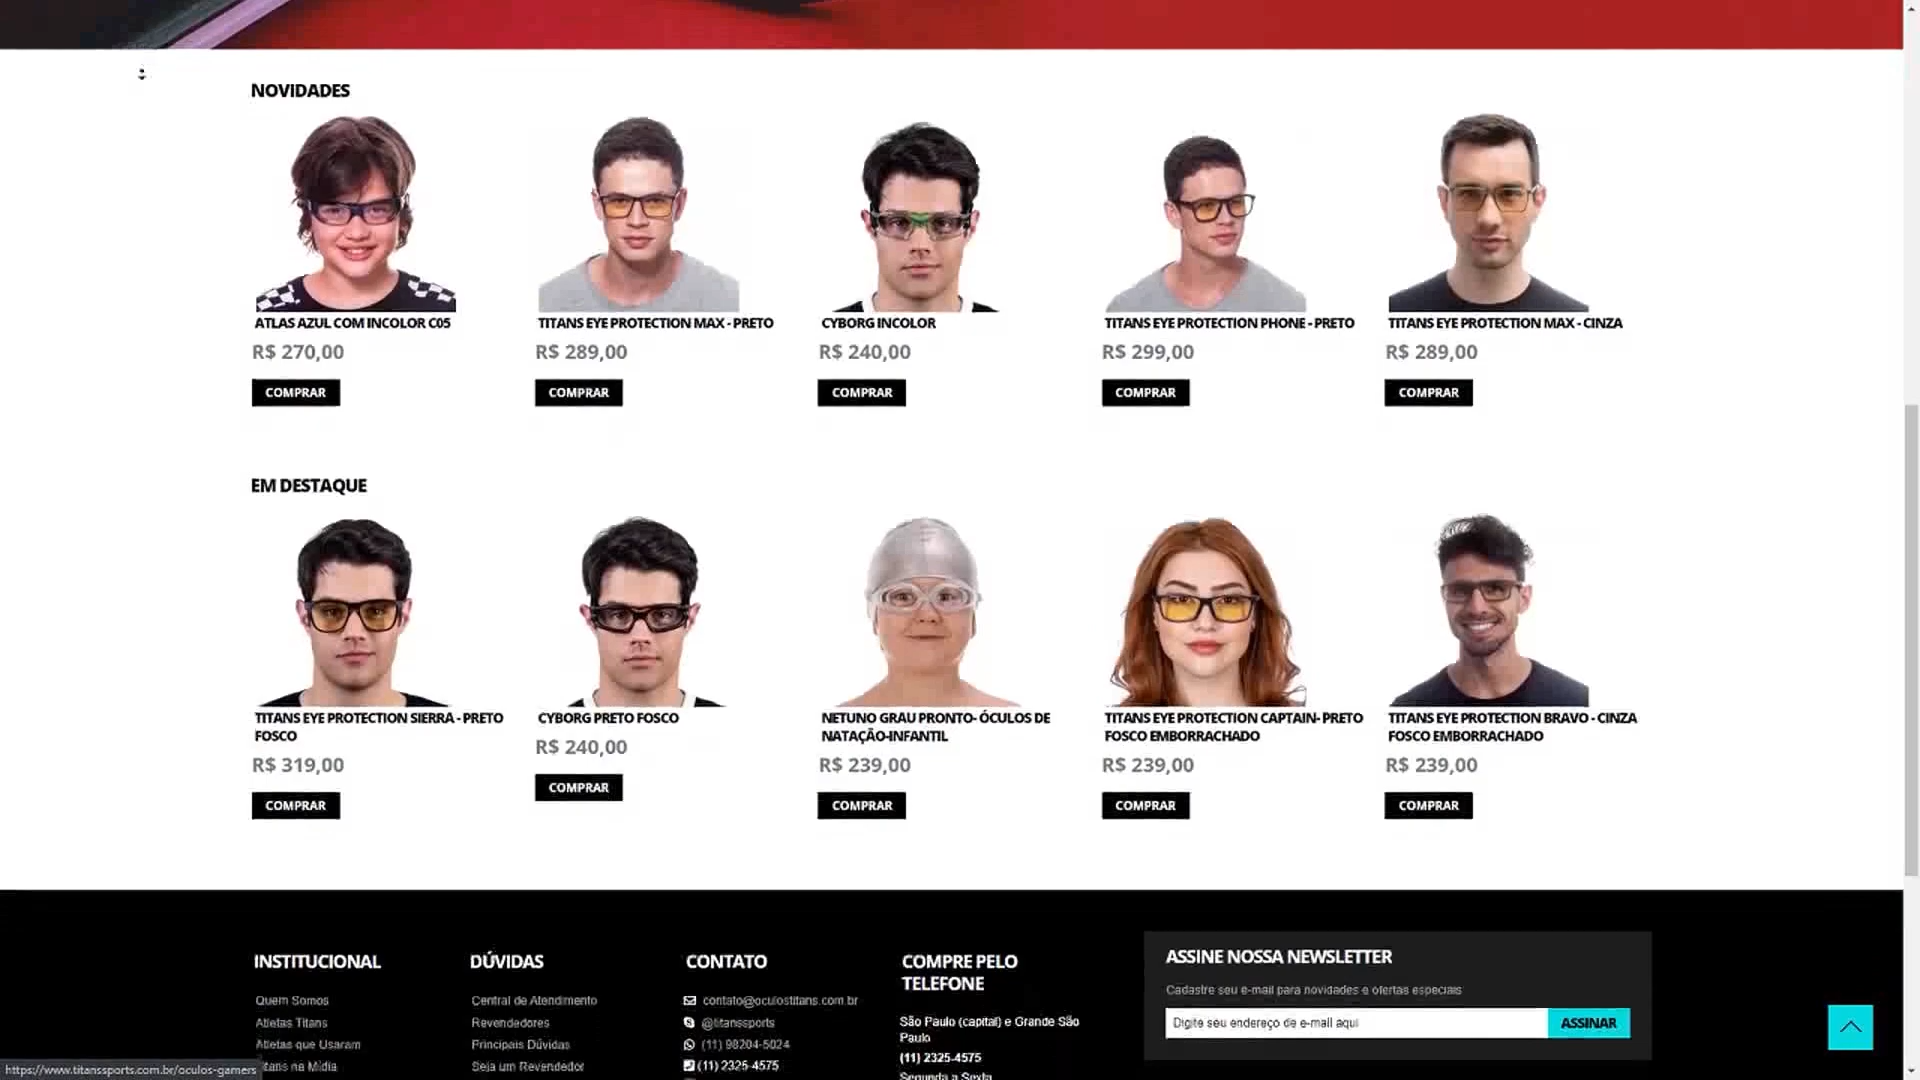 NOVIDADES
ATLAS AZUL COM INCOLOR C05
R$ 270,00
COMPRAR
TITANS EYE PROTECTION MAX - PRETO
R$ 289,00
COMPRAR
CYBORG INCOLOR
R$ 240,00
COMPRAR
TITANS EYE PROTECTION PHONE - PRETO
R$ 299,00
COMPRAR
TITANS EYE PROTECTION MAX - CINZA
R$ 289,00
COMPRAR
EM DESTAQUE
TITANS EYE PROTECTION SIERRA - PRETO
FOSCO
R$ 319,00
COMPRAR
CYBORG PRETO FOSCO
R$ 240,00
COMPRAR
NETUNO GRAU PRONTO- ÓCULOS DE
NATAÇÃO-INFANTIL
R$ 239,00
COMPRAR
TITANS EYE PROTECTION CAPTAIN- PRETO
FOSCO EMBORRACHADO
R$ 239,00
COMPRAR
TITANS EYE PROTECTION BRAVO - CINZA
FOSCO EMBORRACHADO
R$ 239,00
COMPRAR
INSTITUCIONAL
Quem Somos
Atletas Titans
Atletas que Usaram
Titans na Mídia
DÚVIDAS
Central de Atendimento
Revendedores
Principais Dúvidas
Seja um Revendedor
CONTATO
contato@oculostitans.com.br
@titanssports
(11) 98204-5024
(11) 2325-4575
COMPRE PELO
TELEFONE
São Paulo (capital) e Grande São
Paulo
(11) 2325-4575
Segunda a Sexta
ASSINE NOSSA NEWSLETTER
Cadastre seu e-mail para novidades e ofertas especiais
Digite seu endereço de e-mail aqui
ASSINAR
https://www.titanssports.com.br/oculos-gamers